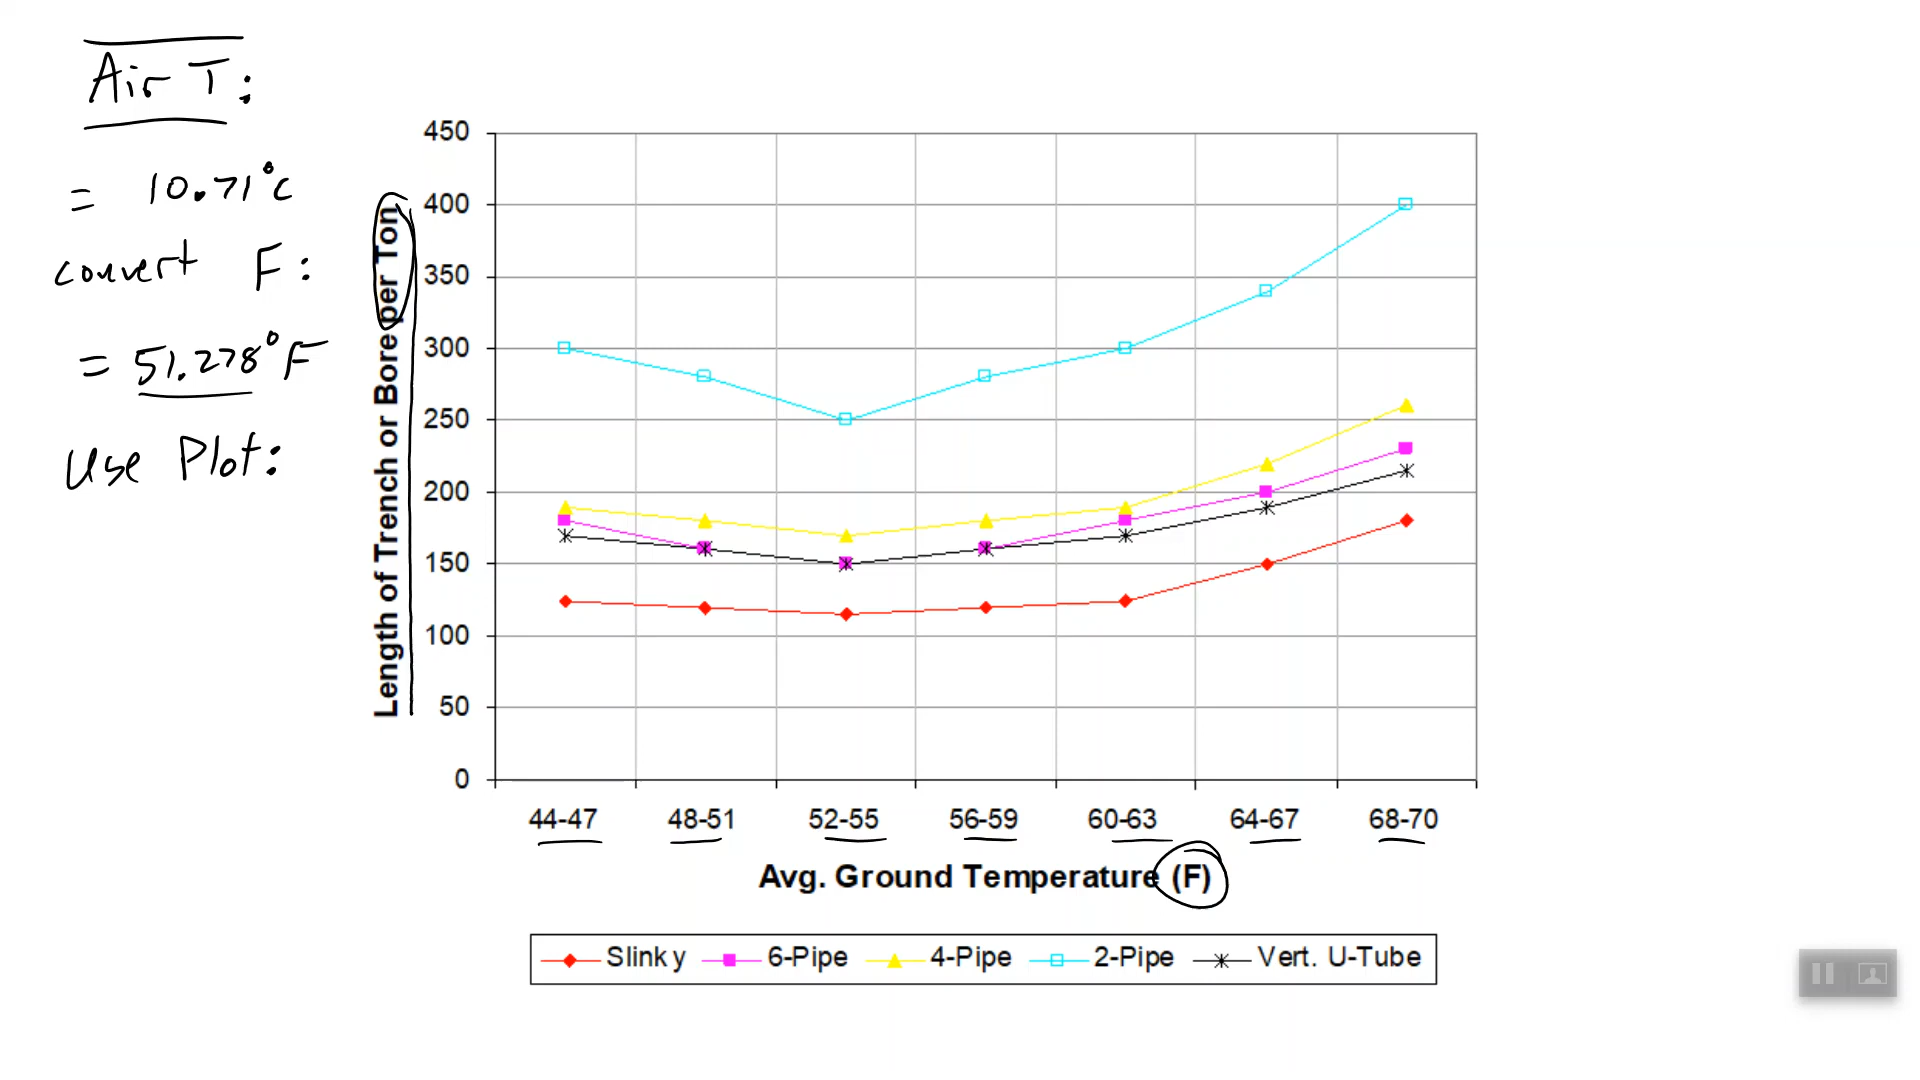 Air T:
= 10.71°C
convert F:
= 51.278°F
Use Plot:
Length of Trench or Bore per Ton
450
400
350
300
250
200
150
100
50
0
44-47 48-51 52-55 56-59 60-63 64-67 68-70
Avg. Ground Temperature (F)
Slinky 6-Pipe 4-Pipe 2-Pipe Vert. U-Tube